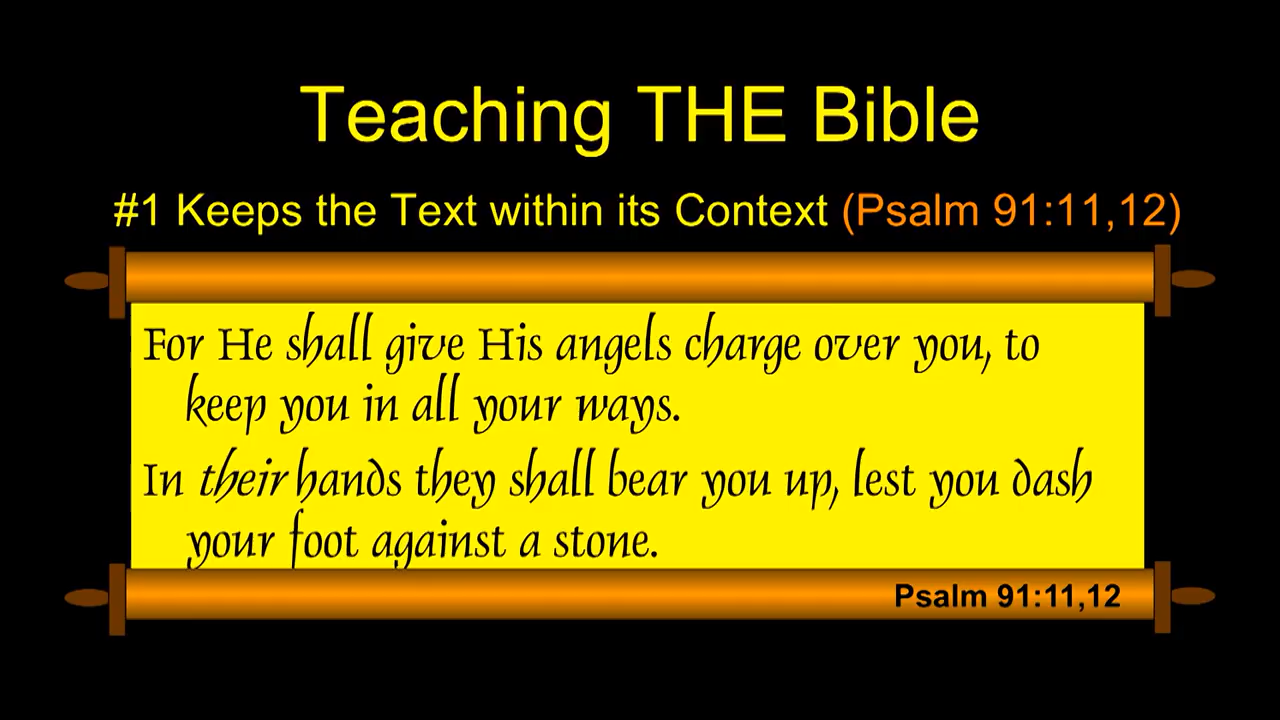 Teaching THE Bible
#1 Keeps the Text within its Context (Psalm 91:11,12)
For He shall give His angels charge over you, to
keep you in all your ways.
In their hands they shall bear you up, lest you dash
your foot against a stone.
Psalm 91:11,12